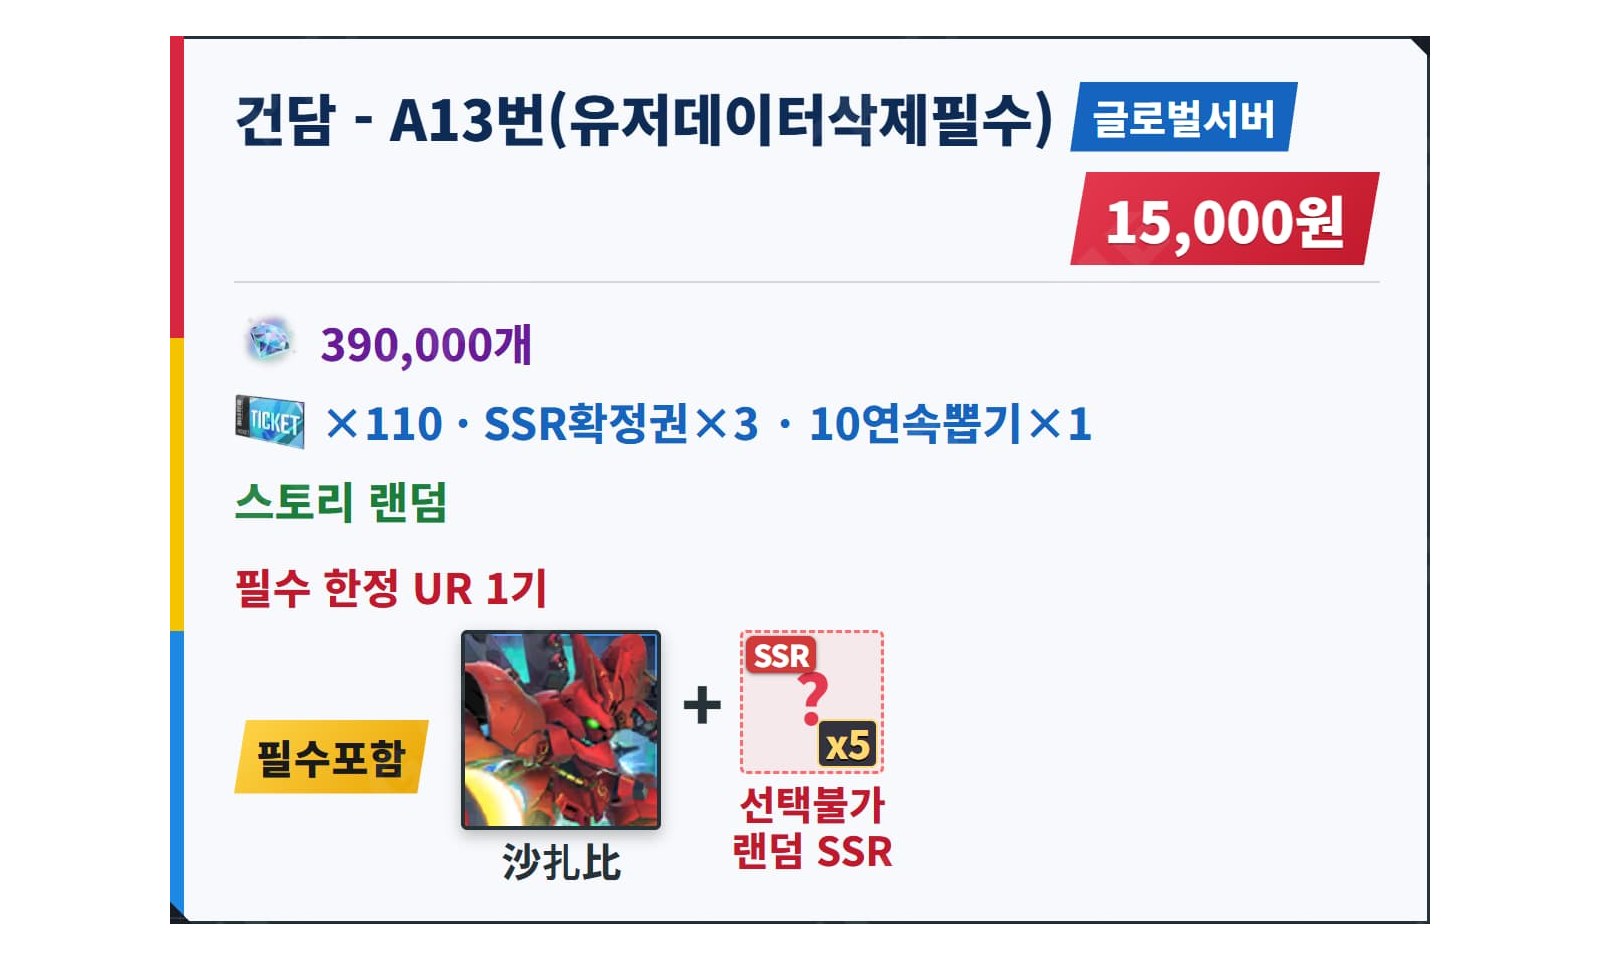 건담 - A13번(유저데이터삭제필수) 글로벌서버
15,000원
390,000개
TICKET ×110 · SSR확정권×3 · 10연속뽑기×1
스토리 랜덤
필수 한정 UR 1기
필수포함
沙扎比
+
SSR
?
x5
선택불가
랜덤 SSR